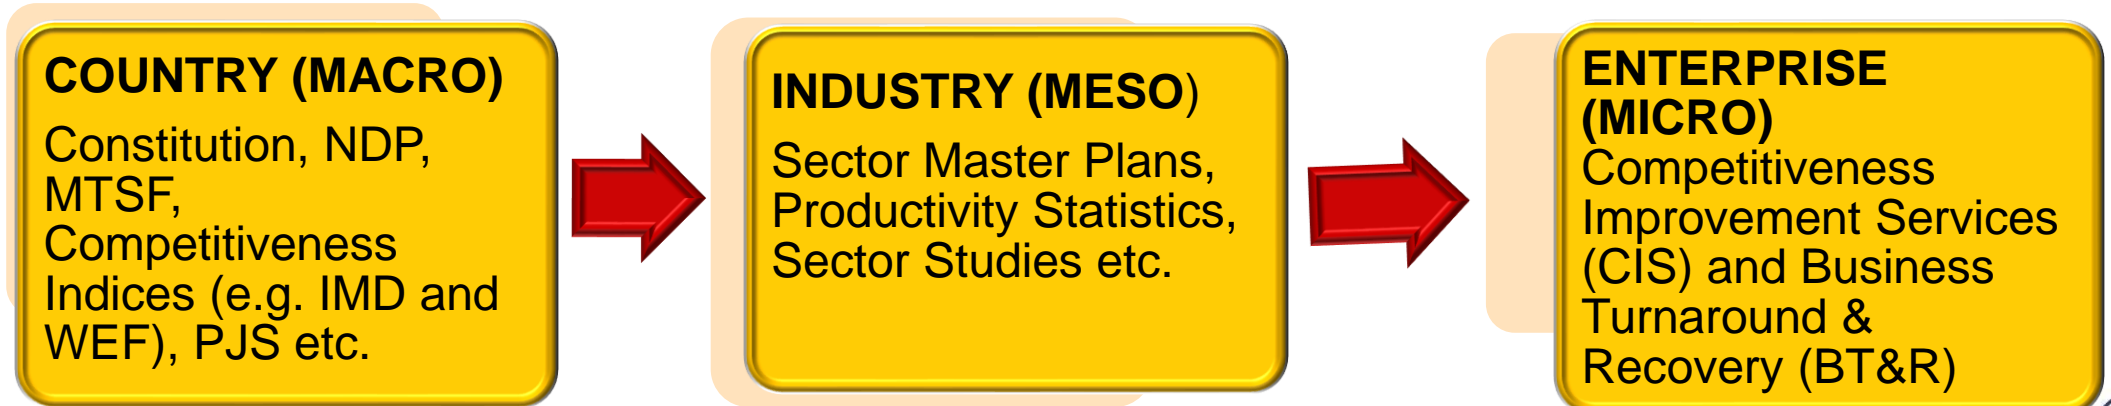 COUNTRY (MACRO)
Constitution, NDP,
MTSF,
Competitiveness
Indices (e.g. IMD and
WEF), PJS etc.
INDUSTRY (MESO)
Sector Master Plans,
Productivity Statistics,
Sector Studies etc.
ENTERPRISE
(MICRO)
Competitiveness
Improvement Services
(CIS) and Business
Turnaround &
Recovery (BT&R)